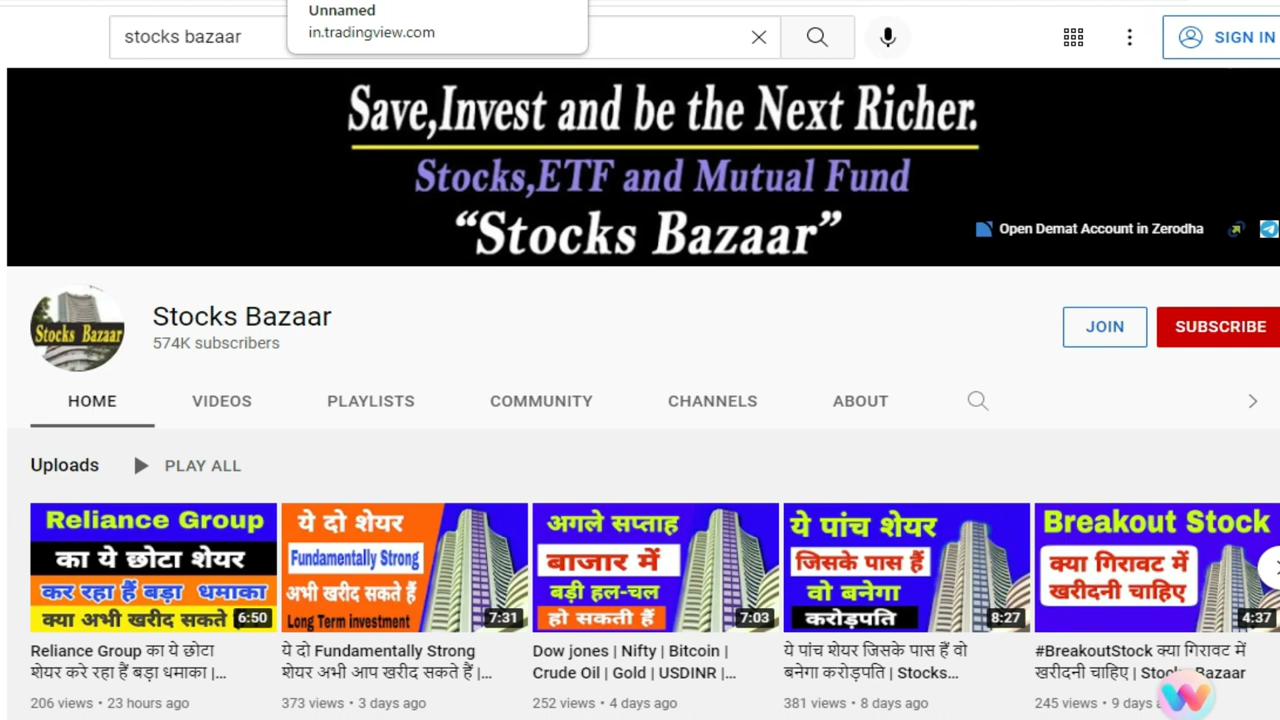 Unnamed
in.tradingview.com
stocks bazaar
SIGN IN
Save,Invest and be the Next Richer.
Stocks,ETF and Mutual Fund
“Stocks Bazaar”
Open Demat Account in Zerodha
Stocks Bazaar
Stocks Bazaar
574K subscribers
JOIN
SUBSCRIBE
HOME
VIDEOS
PLAYLISTS
COMMUNITY
CHANNELS
ABOUT
Uploads
PLAY ALL
Reliance Group
का ये छोटा शेयर
कर रहा हैं बड़ा धमाका
क्या अभी खरीद सकते
6:50
Reliance Group का ये छोटा
शेयर करे रहा हैं बड़ा धमाका |...
206 views • 23 hours ago
ये दो शेयर
Fundamentally Strong
अभी खरीद सकते हैं
Long Term investment
7:31
ये दो Fundamentally Strong
शेयर अभी आप खरीद सकते हैं |...
373 views • 3 days ago
अगले सप्ताह
बाजार में
बड़ी हल-चल
हो सकती हैं
7:03
Dow jones | Nifty | Bitcoin |
Crude Oil | Gold | USDINR |...
252 views • 4 days ago
ये पांच शेयर
जिसके पास हैं
वो बनेगा
करोड़पति
8:27
ये पांच शेयर जिसके पास हैं वो
बनेगा करोड़पति | Stocks...
381 views • 8 days ago
Breakout Stock
क्या गिरावट में
खरीदनी चाहिए
4:37
#BreakoutStock क्या गिरावट में
खरीदनी चाहिए | Stocks Bazaar
245 views • 9 days